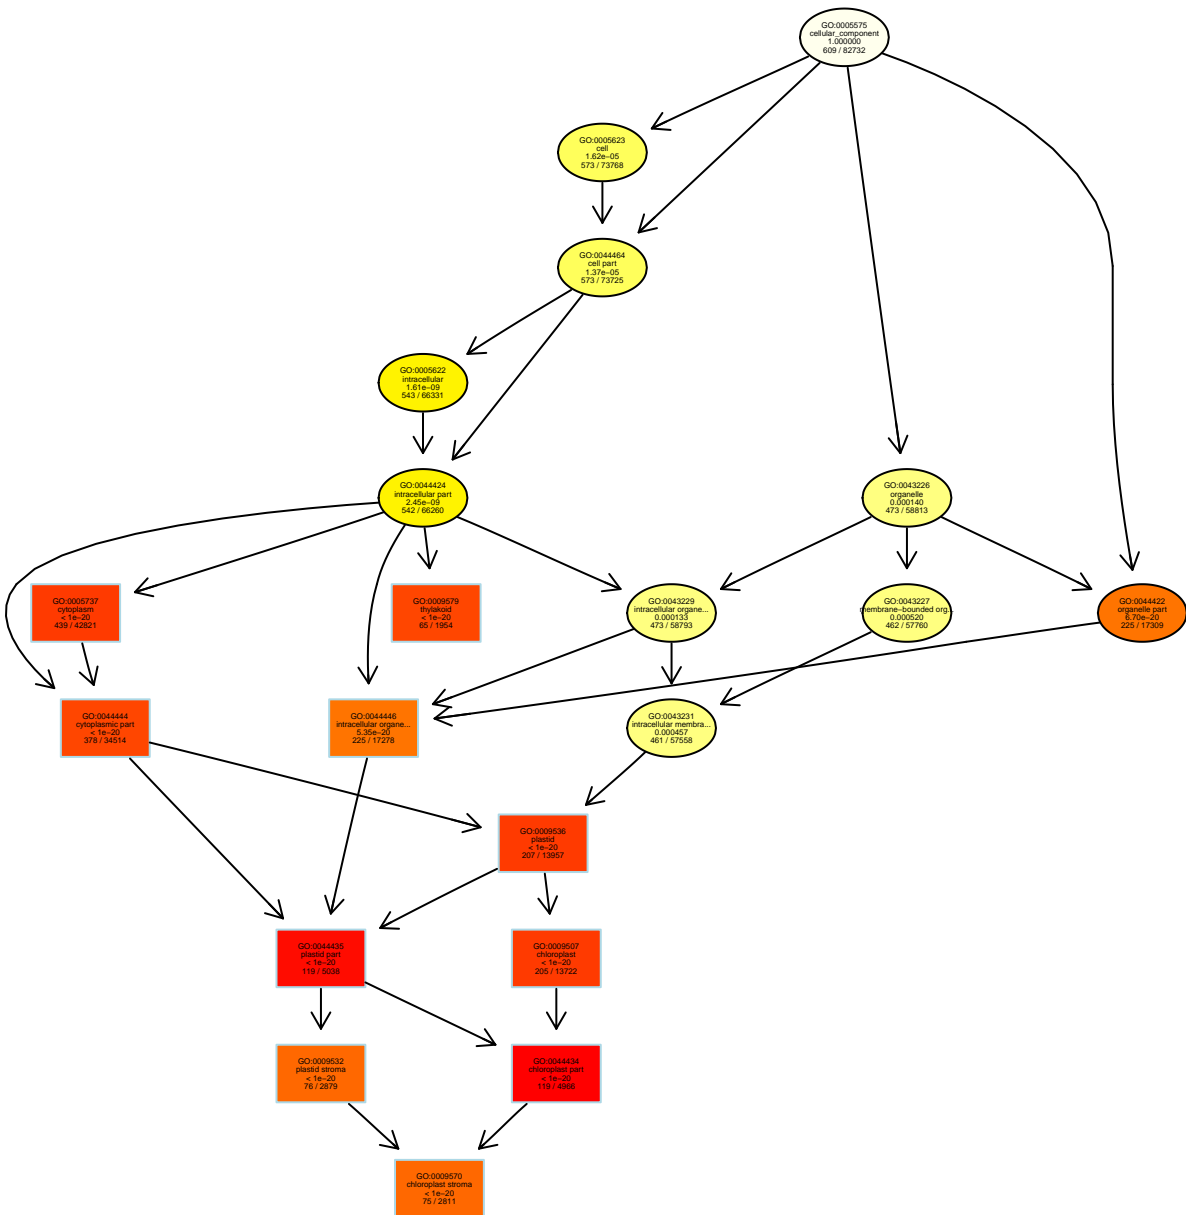 GO:0005575
cellular_component
1.000000
609 / 82732
GO:0005623
cell
1.62e−05
573 / 73768
GO:0044464
cell part
1.37e−05
573 / 73725
GO:0005622
intracellular
1.61e−09
543 / 66331
GO:0044424
intracellular part
2.45e−09
542 / 66260
GO:0043226
organelle
0.000140
473 / 58813
GO:0005737
cytoplasm
< 1e−20
439 / 42821
GO:0009579
thylakoid
< 1e−20
65 / 1954
GO:0043229
intracellular organe...
0.000133
473 / 58793
GO:0043227
membrane−bounded org...
0.000520
462 / 57760
GO:0044422
organelle part
6.70e−20
225 / 17309
GO:0044444
cytoplasmic part
< 1e−20
378 / 34514
GO:0044446
intracellular organe...
5.35e−20
225 / 17278
GO:0043231
intracellular membra...
0.000457
461 / 57558
GO:0009536
plastid
< 1e−20
207 / 13957
GO:0044435
plastid part
< 1e−20
119 / 5038
GO:0009507
chloroplast
< 1e−20
205 / 13722
GO:0009532
plastid stroma
< 1e−20
76 / 2879
GO:0044434
chloroplast part
< 1e−20
119 / 4968
GO:0009570
chloroplast stroma
< 1e−20
75 / 2811